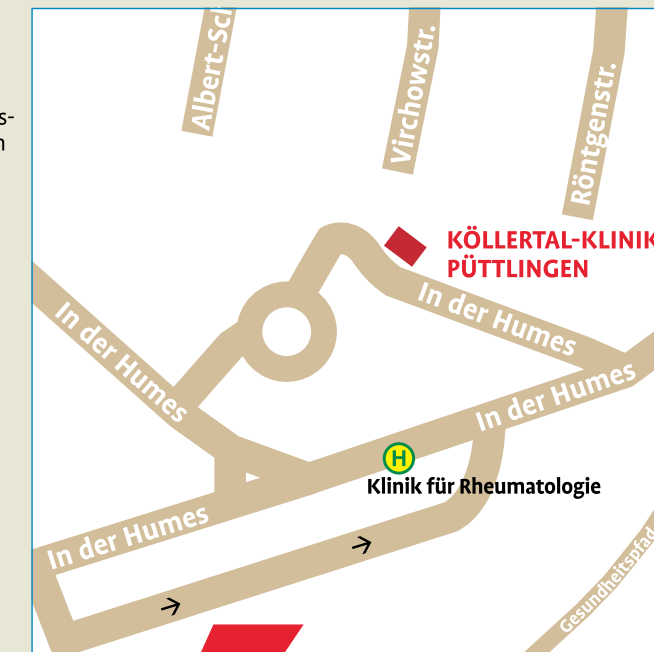 s-
n
Albert-Sch
Virchowstr.
Röntgenstr.
KÖLLERTAL-KLINIK
PÜTTLINGEN
In der Humes
In der Humes
In der Humes
H
Klinik für Rheumatologie
In der Humes
Gesundheitspfad